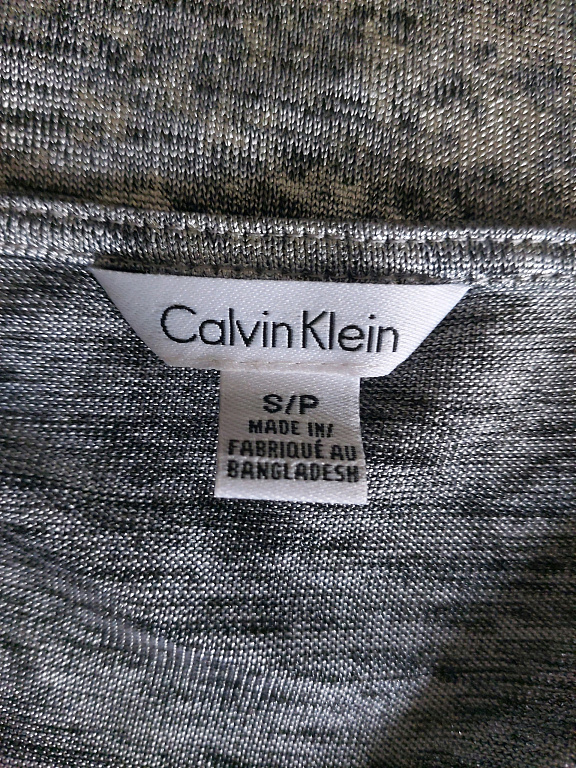 Calvin Klein
S/P
MADE IN/
FABRIQUÉ AU
BANGLADESH